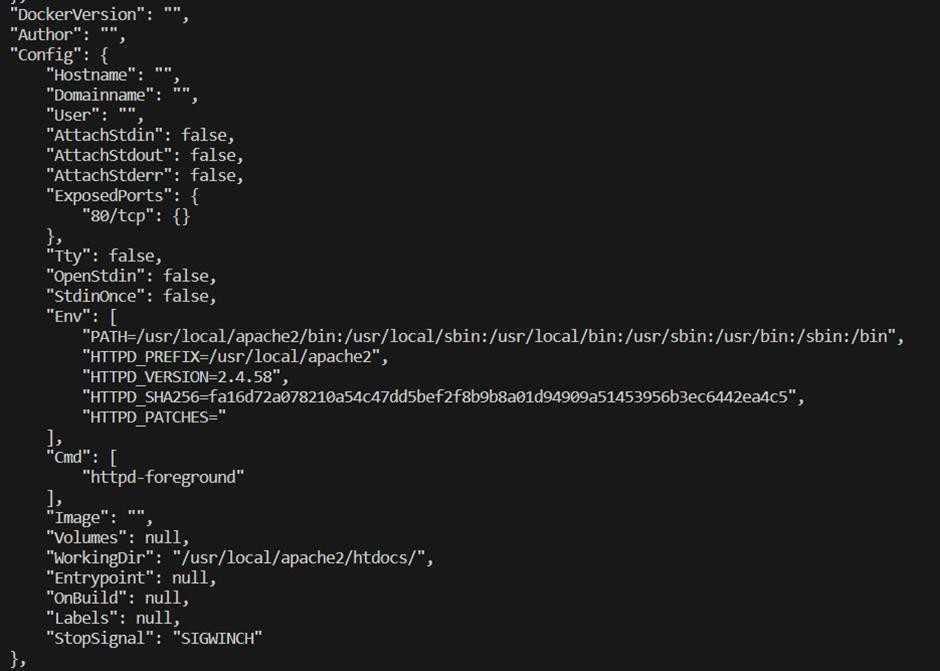 },
"DockerVersion": "",
"Author": "",
"Config": {
    "Hostname": "",
    "Domainname": "",
    "User": "",
    "AttachStdin": false,
    "AttachStdout": false,
    "AttachStderr": false,
    "ExposedPorts": {
        "80/tcp": {}
    },
    "Tty": false,
    "OpenStdin": false,
    "StdinOnce": false,
    "Env": [
        "PATH=/usr/local/apache2/bin:/usr/local/sbin:/usr/local/bin:/usr/sbin:/usr/bin:/sbin:/bin",
        "HTTPD_PREFIX=/usr/local/apache2",
        "HTTPD_VERSION=2.4.58",
        "HTTPD_SHA256=fa16d72a078210a54c47dd5bef2f8b9b8a01d94909a51453956b3ec6442ea4c5",
        "HTTPD_PATCHES="
    ],
    "Cmd": [
        "httpd-foreground"
    ],
    "Image": "",
    "Volumes": null,
    "WorkingDir": "/usr/local/apache2/htdocs/",
    "Entrypoint": null,
    "OnBuild": null,
    "Labels": null,
    "StopSignal": "SIGWINCH"
},